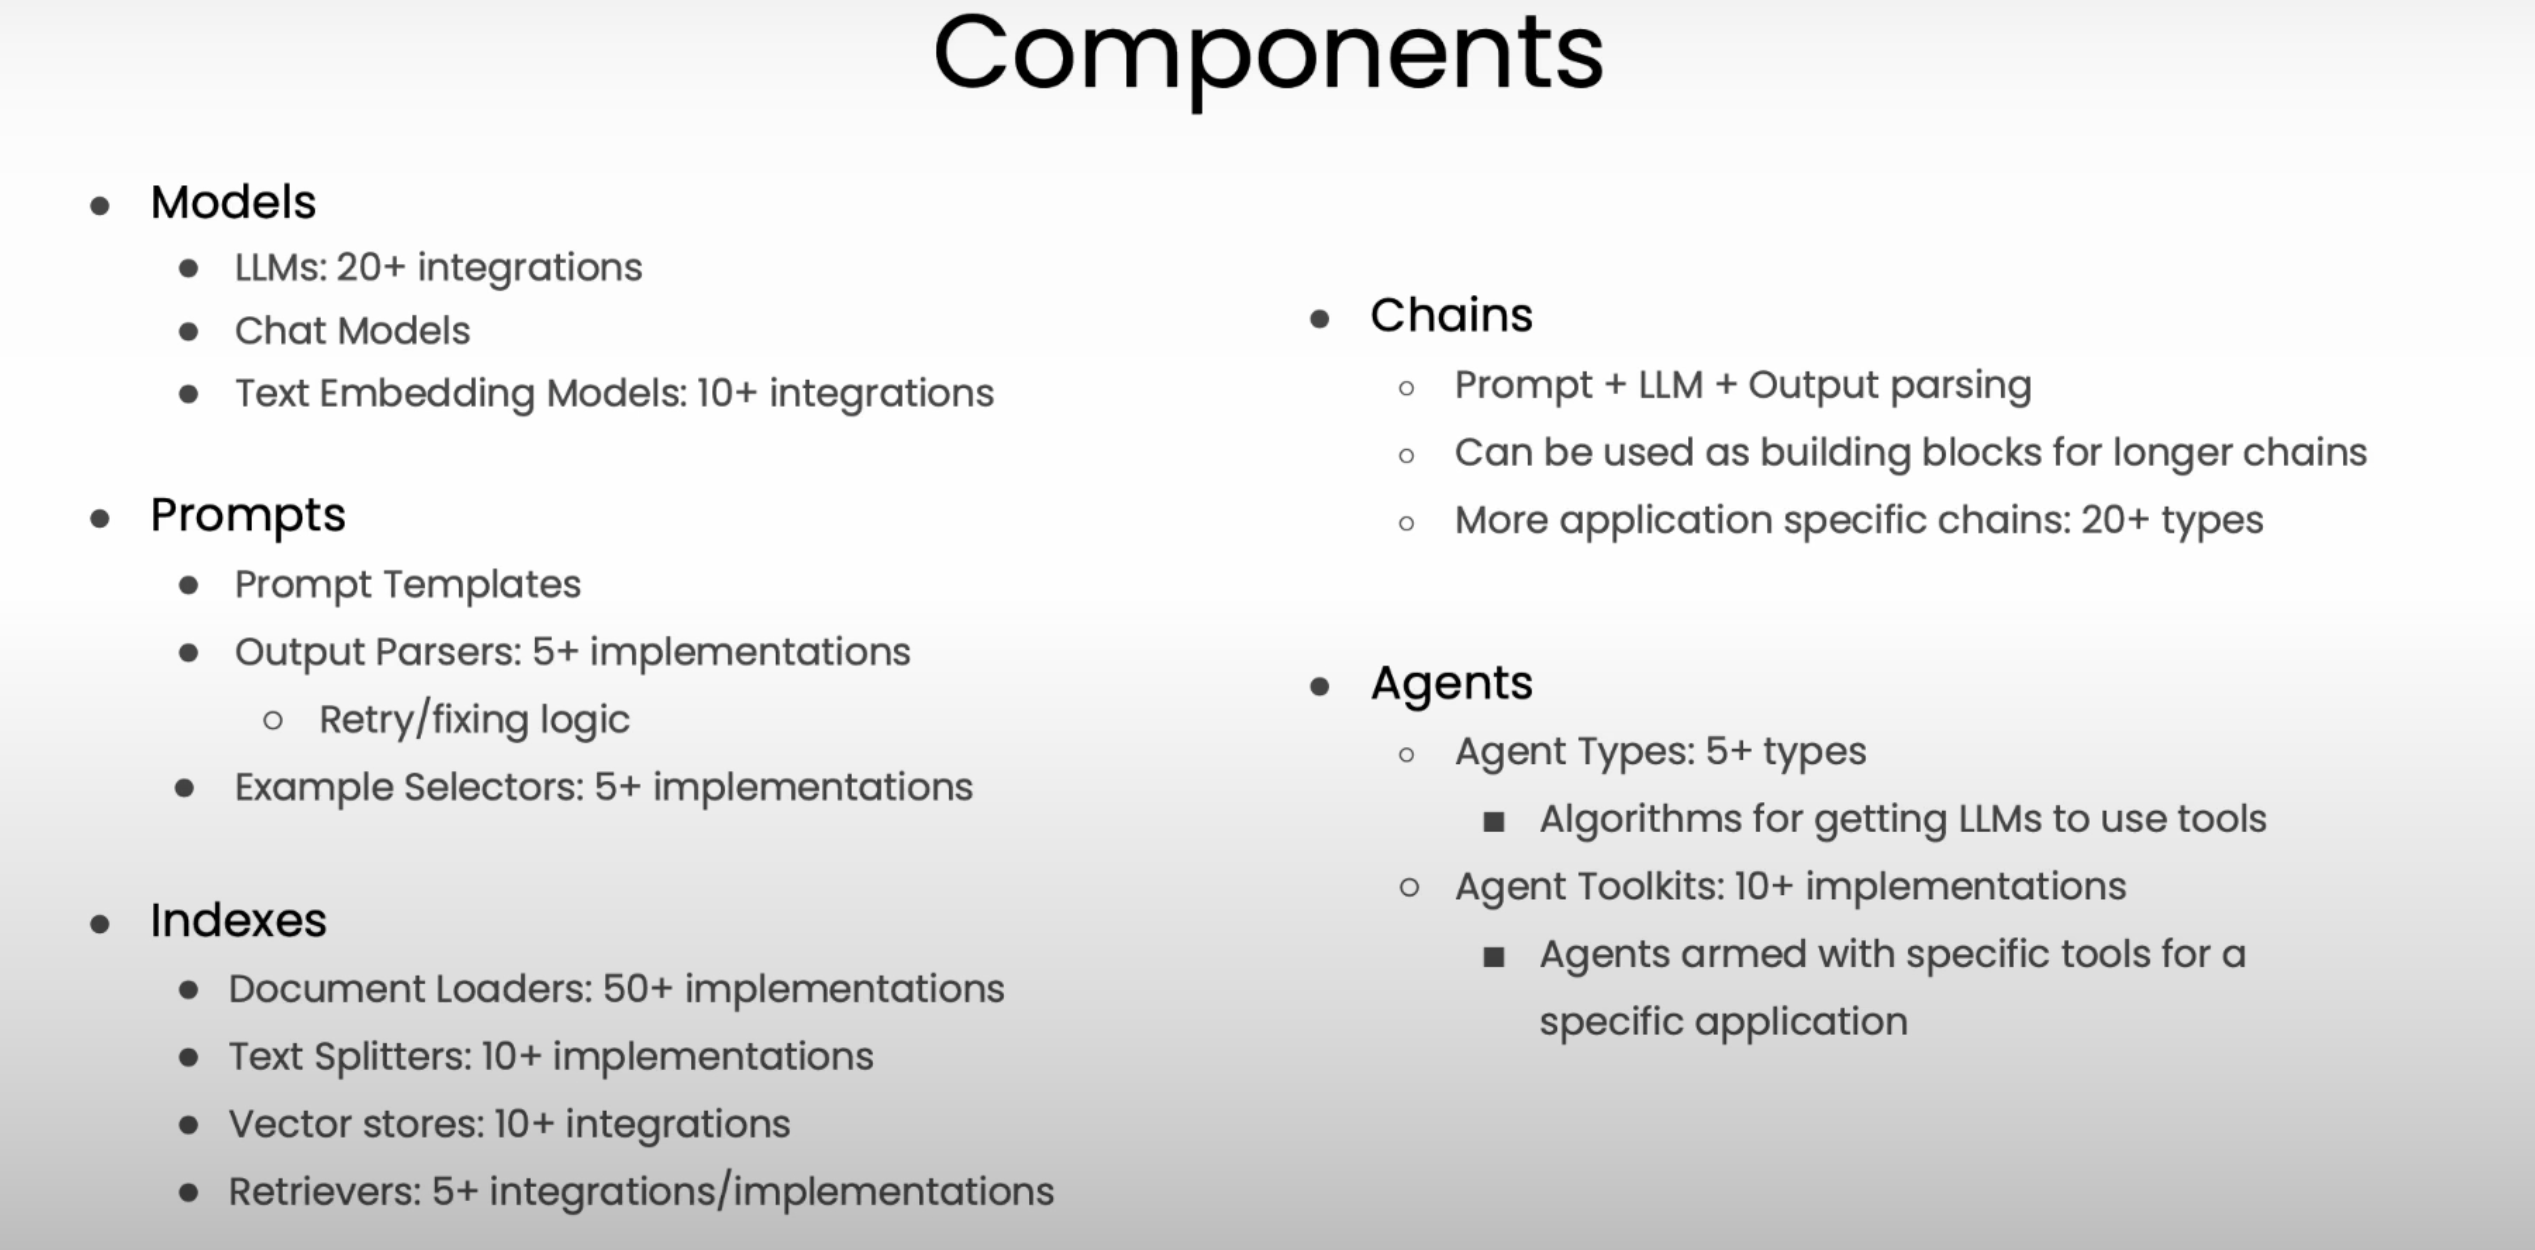 Components
Models
LLMs: 20+ integrations
Chat Models
Text Embedding Models: 10+ integrations
Prompts
Prompt Templates
Output Parsers: 5+ implementations
Retry/fixing logic
Example Selectors: 5+ implementations
Indexes
Document Loaders: 50+ implementations
Text Splitters: 10+ implementations
Vector stores: 10+ integrations
Retrievers: 5+ integrations/implementations
Chains
Prompt + LLM + Output parsing
Can be used as building blocks for longer chains
More application specific chains: 20+ types
Agents
Agent Types: 5+ types
Algorithms for getting LLMs to use tools
Agent Toolkits: 10+ implementations
Agents armed with specific tools for a
specific application